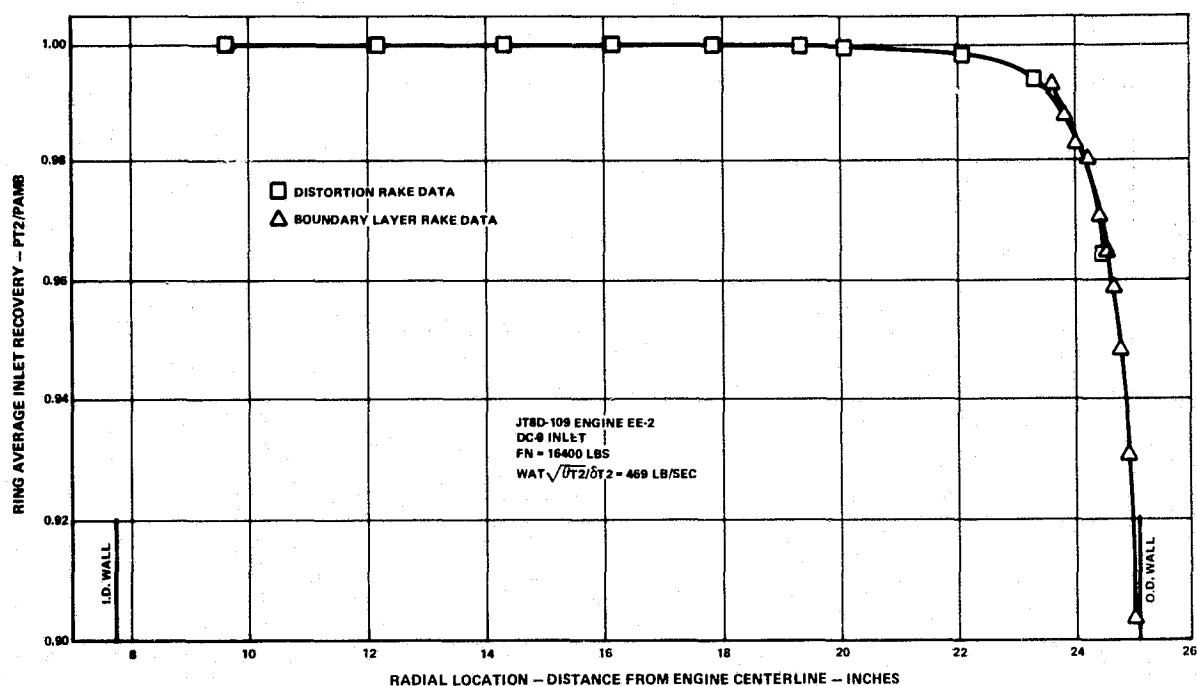 1.00
0.98
0.96
0.94
0.92
0.90
RING AVERAGE INLET RECOVERY – PT2/PAMB
DISTORTION RAKE DATA
BOUNDARY LAYER RAKE DATA
JT8D-109 ENGINE EE-2
DC-9 INLET
FN = 16400 LBS
WAT √θT2/δT2 = 469 LB/SEC
I.D. WALL
O.D. WALL
8 10 12 14 16 18 20 22 24 26
RADIAL LOCATION – DISTANCE FROM ENGINE CENTERLINE – INCHES